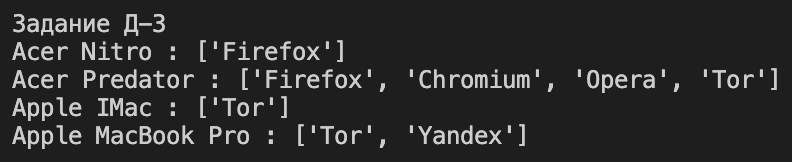 Задание Д-3
Acer Nitro : ['Firefox']
Acer Predator : ['Firefox', 'Chromium', 'Opera', 'Tor']
Apple IMac : ['Tor']
Apple MacBook Pro : ['Tor', 'Yandex']